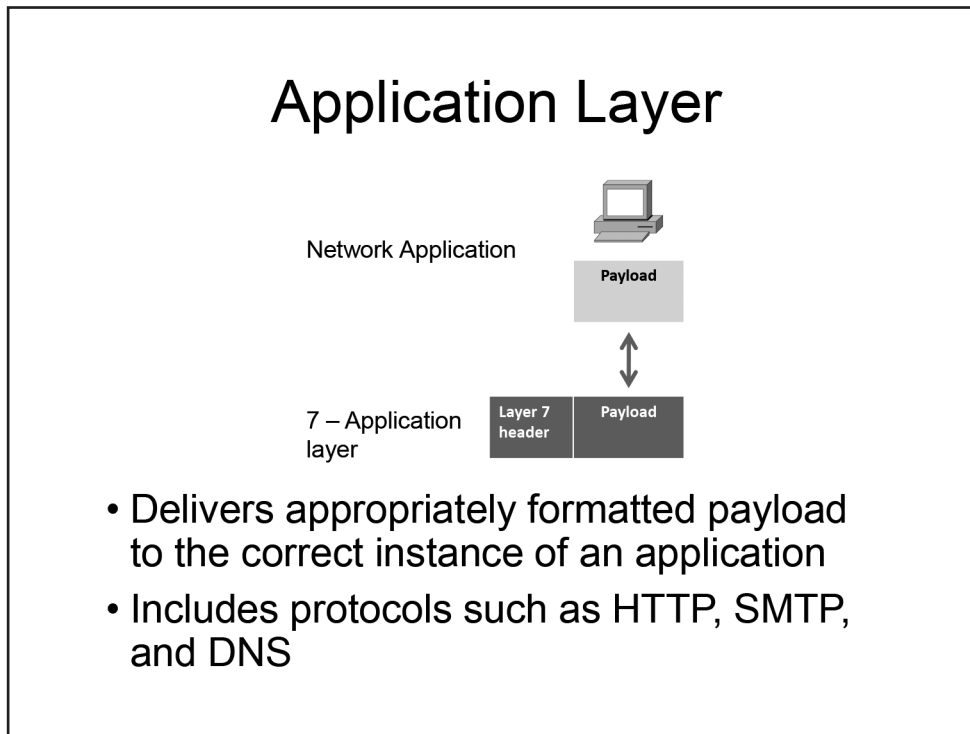 Application Layer
Network Application
Payload
7 – Application
layer
Layer 7
header
Payload
• Delivers appropriately formatted payload
to the correct instance of an application
• Includes protocols such as HTTP, SMTP,
and DNS